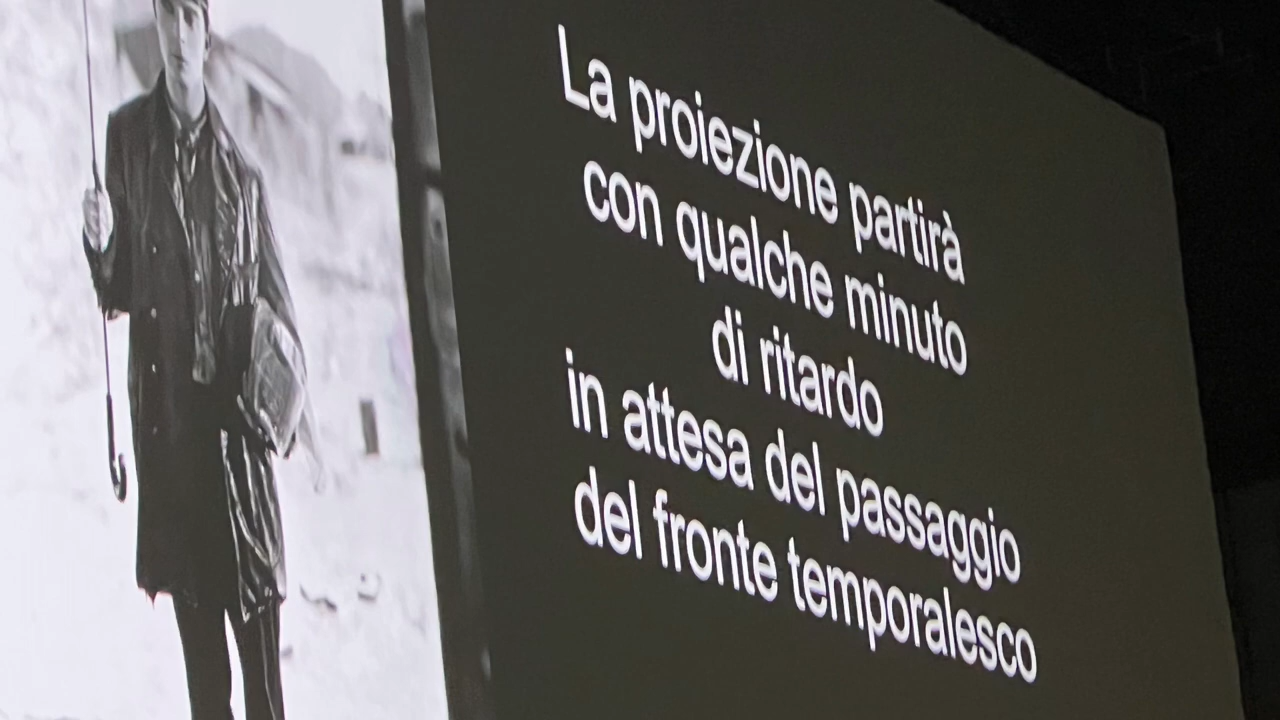 La proiezione partirà
con qualche minuto
di ritardo
in attesa del passaggio
del fronte temporalesco